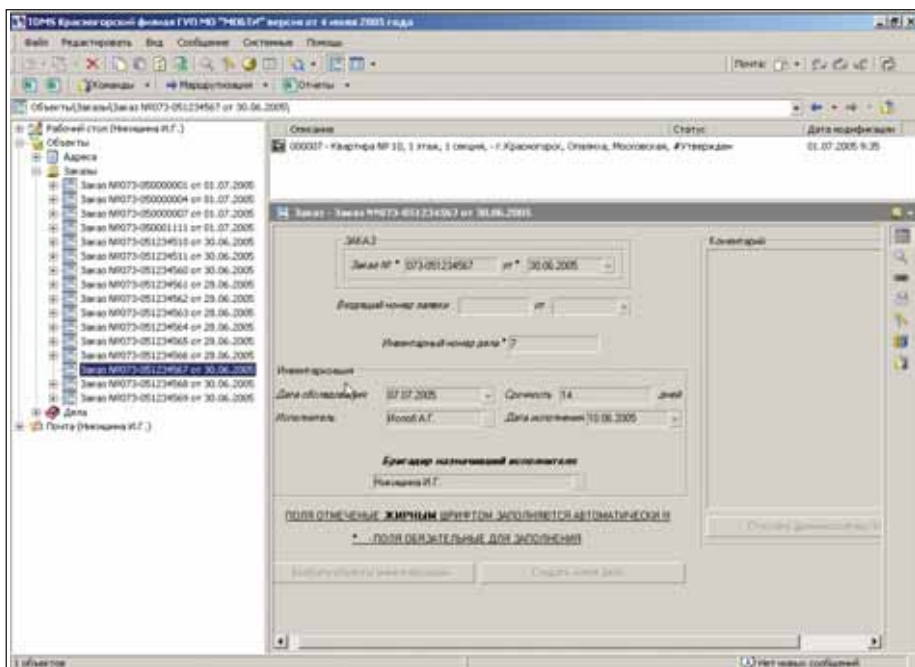 TDMS Красногорский филиал ГУП МО "МОБТИ" версия от 4 июня 2005 года
Файл Редактировать Вид Сообщение Системные Помощь
Почта:
Команды Маршрутизация Отчеты
Объекты\Заказы\Заказ №073-051234567 от 30.06.2005\
Рабочий стол (Никишина И.Г.)
Объекты
Адреса
Заказы
Заказ №073-050000001 от 01.07.2005
Заказ №073-050000004 от 01.07.2005
Заказ №073-050000007 от 01.07.2005
Заказ №073-050001111 от 01.07.2005
Заказ №073-051234510 от 30.06.2005
Заказ №073-051234511 от 30.06.2005
Заказ №073-051234560 от 28.06.2005
Заказ №073-051234561 от 28.06.2005
Заказ №073-051234562 от 28.06.2005
Заказ №073-051234563 от 28.06.2005
Заказ №073-051234564 от 28.06.2005
Заказ №073-051234565 от 28.06.2005
Заказ №073-051234566 от 28.06.2005
Заказ №073-051234567 от 30.06.2005
Заказ №073-051234568 от 30.06.2005
Заказ №073-051234569 от 30.06.2005
Дела
Почта (Никишина И.Г.)
Описание Статус Дата модификации
000007 - Квартира № 10, 1 этаж, 1 секция, - г.Красногорск, Опалиха, Московская, #Утвержден 01.07.2005 9:35
Заказ - Заказ №073-051234567 от 30.06.2005
ЗАКАЗ
Заказ № * 073-051234567 от * 30.06.2005
Входящий номер заявки от
Инвентарный номер дела * 7
Инвентаризация
Дата обследования 07.07.2005 Срочность 14 дней
Исполнитель А.Г. Дата исполнения 10.06.2005
Бригадир назначивший исполнителя
Никишина И.Г.
ПОЛЯ ОТМЕЧЕНЫЕ ЖИРНЫМ ШРИФТОМ ЗАПОЛНЯЮТСЯ АВТОМАТИЧЕСКИ !!!
* -ПОЛЯ ОБЯЗАТЕЛЬНЫЕ ДЛЯ ЗАПОЛНЕНИЯ
Создать новое дело
Коментарий
1 объектов
Нет новых сообщений